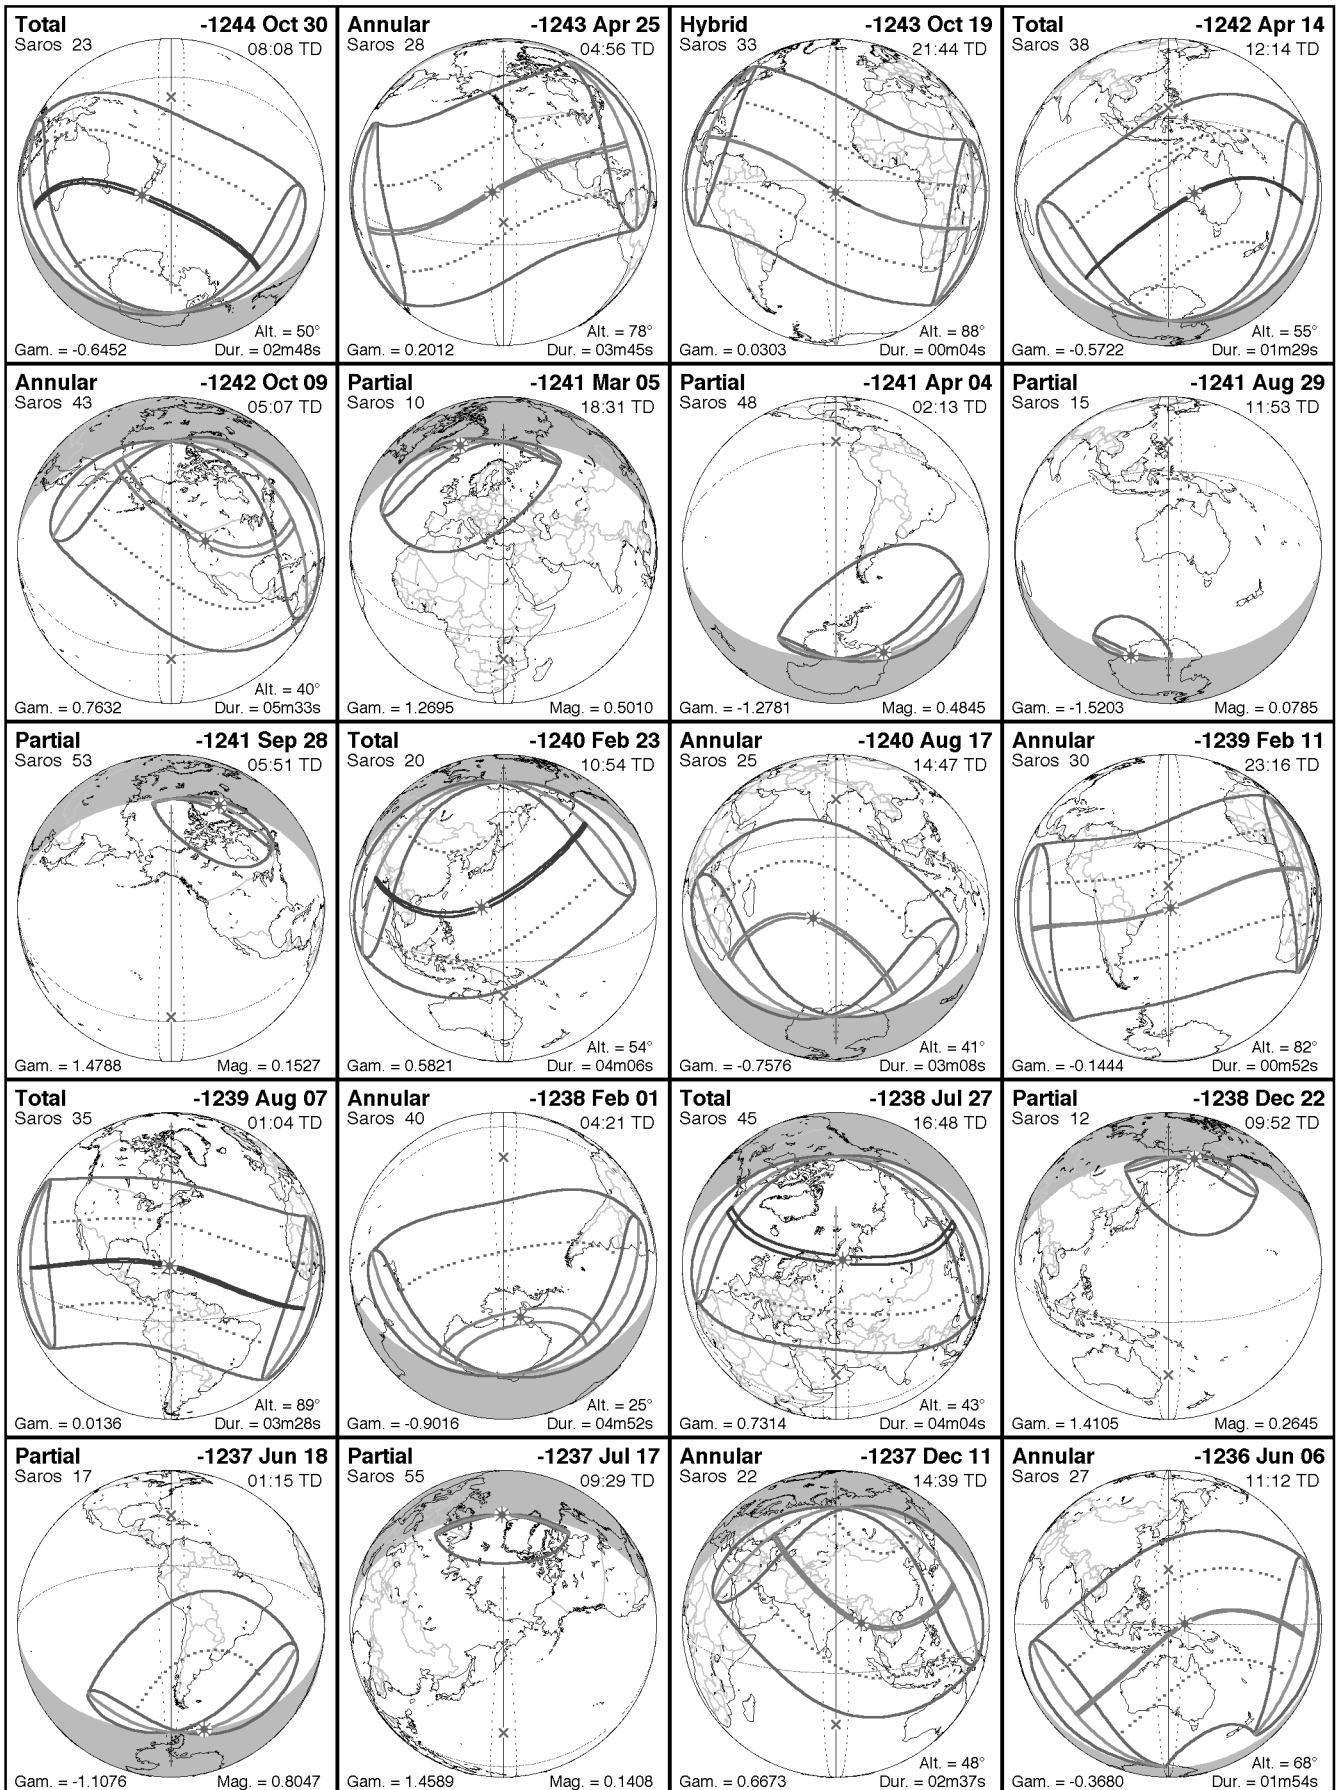 Total -1244 Oct 30
Saros 23 08:08 TD
Alt. = 50°
Gam. = -0.6452 Dur. = 02m48s
Annular -1243 Apr 25
Saros 28 04:56 TD
Alt. = 78°
Gam. = 0.2012 Dur. = 03m45s
Hybrid -1243 Oct 19
Saros 33 21:44 TD
Alt. = 88°
Gam. = 0.0303 Dur. = 00m04s
Total -1242 Apr 14
Saros 38 12:14 TD
Alt. = 55°
Gam. = -0.5722 Dur. = 01m29s
Annular -1242 Oct 09
Saros 43 05:07 TD
Alt. = 40°
Gam. = 0.7632 Dur. = 05m33s
Partial -1241 Mar 05
Saros 10 18:31 TD
Gam. = 1.2695 Mag. = 0.5010
Partial -1241 Apr 04
Saros 48 02:13 TD
Gam. = -1.2781 Mag. = 0.4845
Partial -1241 Aug 29
Saros 15 11:53 TD
Gam. = -1.5203 Mag. = 0.0785
Partial -1241 Sep 28
Saros 53 05:51 TD
Gam. = 1.4788 Mag. = 0.1527
Total -1240 Feb 23
Saros 20 10:54 TD
Alt. = 54°
Gam. = 0.5821 Dur. = 04m06s
Annular -1240 Aug 17
Saros 25 14:47 TD
Alt. = 41°
Gam. = -0.7576 Dur. = 03m08s
Annular -1239 Feb 11
Saros 30 23:16 TD
Alt. = 82°
Gam. = -0.1444 Dur. = 00m52s
Total -1239 Aug 07
Saros 35 01:04 TD
Alt. = 89°
Gam. = 0.0136 Dur. = 03m28s
Annular -1238 Feb 01
Saros 40 04:21 TD
Alt. = 25°
Gam. = -0.9016 Dur. = 04m52s
Total -1238 Jul 27
Saros 45 16:48 TD
Alt. = 43°
Gam. = 0.7314 Dur. = 04m04s
Partial -1238 Dec 22
Saros 12 09:52 TD
Gam. = 1.4105 Mag. = 0.2645
Partial -1237 Jun 18
Saros 17 01:15 TD
Gam. = -1.1076 Mag. = 0.8047
Partial -1237 Jul 17
Saros 55 09:29 TD
Gam. = 1.4589 Mag. = 0.1408
Annular -1237 Dec 11
Saros 22 14:39 TD
Alt. = 48°
Gam. = 0.6673 Dur. = 02m37s
Annular -1236 Jun 06
Saros 27 11:12 TD
Alt. = 68°
Gam. = -0.3680 Dur. = 01m54s